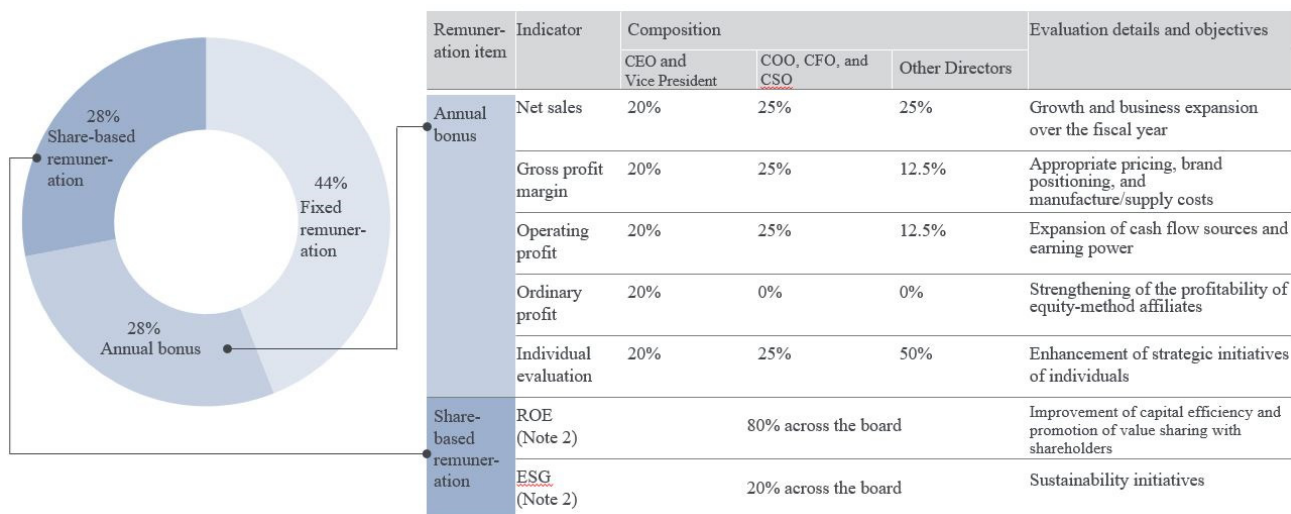 28%
Share-based
remuner-
ation
44%
Fixed
remuner-
ation
28%
Annual bonus
Remuner-
ation item
Indicator
Composition
Evaluation details and objectives
CEO and
Vice President
COO, CFO, and
CSO
Other Directors
Annual
bonus
Net sales
20%
25%
25%
Growth and business expansion
over the fiscal year
Gross profit
margin
20%
25%
12.5%
Appropriate pricing, brand
positioning, and
manufacture/supply costs
Operating
profit
20%
25%
12.5%
Expansion of cash flow sources and
earning power
Ordinary
profit
20%
0%
0%
Strengthening of the profitability of
equity-method affiliates
Individual
evaluation
20%
25%
50%
Enhancement of strategic initiatives
of individuals
Share-
based
remuner-
ation
ROE
(Note 2)
80% across the board
Improvement of capital efficiency and
promotion of value sharing with
shareholders
ESG
(Note 2)
20% across the board
Sustainability initiatives